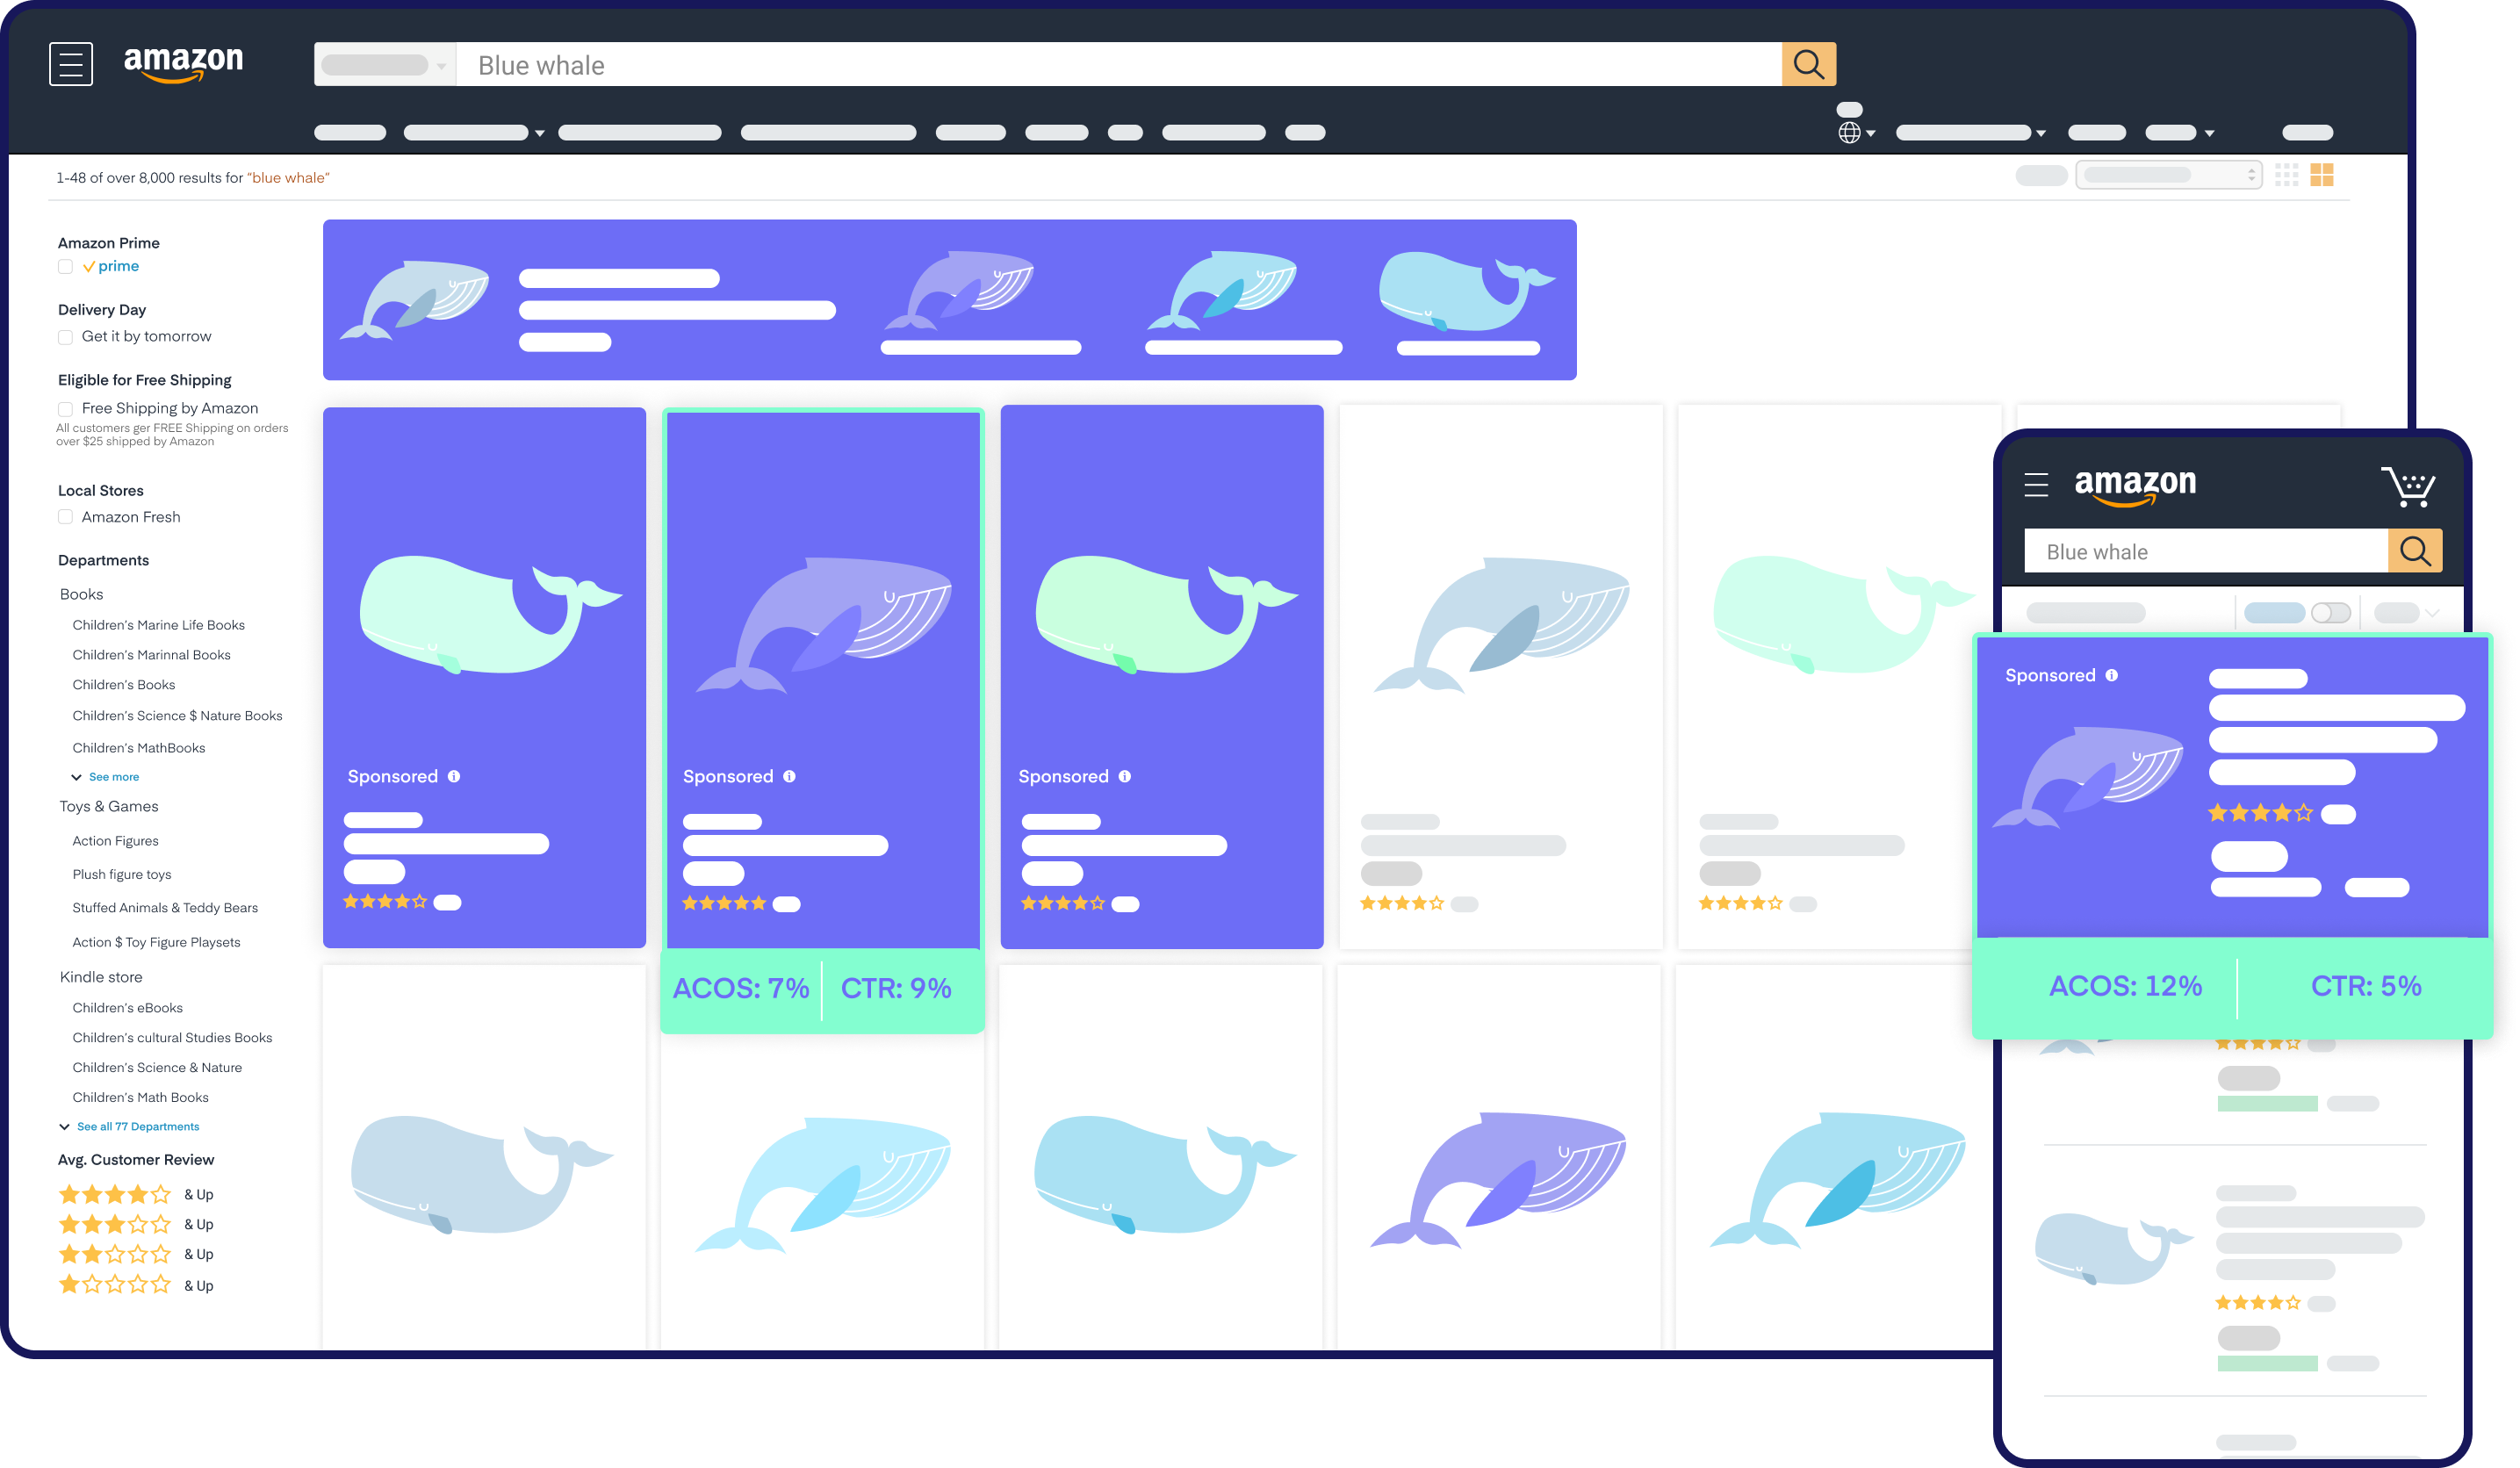 amazon
Blue whale
1-48 of over 8,000 results for “blue whale”
Amazon Prime
prime
Delivery Day
Get it by tomorrow
Eligible for Free Shipping
Free Shipping by Amazon
All customers ger FREE Shipping on orders
over $25 shipped by Amazon
Local Stores
Amazon Fresh
Departments
Books
Children’s Marine Life Books
Children’s Marinnal Books
Children’s Books
Children’s Science $ Nature Books
Children’s MathBooks
See more
Toys & Games
Action Figures
Plush figure toys
Stuffed Animals & Teddy Bears
Action $ Toy Figure Playsets
Kindle store
Children’s eBooks
Children’s cultural Studies Books
Children’s Science & Nature
Children’s Math Books
See all 77 Departments
Avg. Customer Review
& Up
& Up
& Up
& Up
Sponsored
Sponsored
Sponsored
ACOS: 7%
CTR: 9%
amazon
Blue whale
Sponsored
ACOS: 12%
CTR: 5%